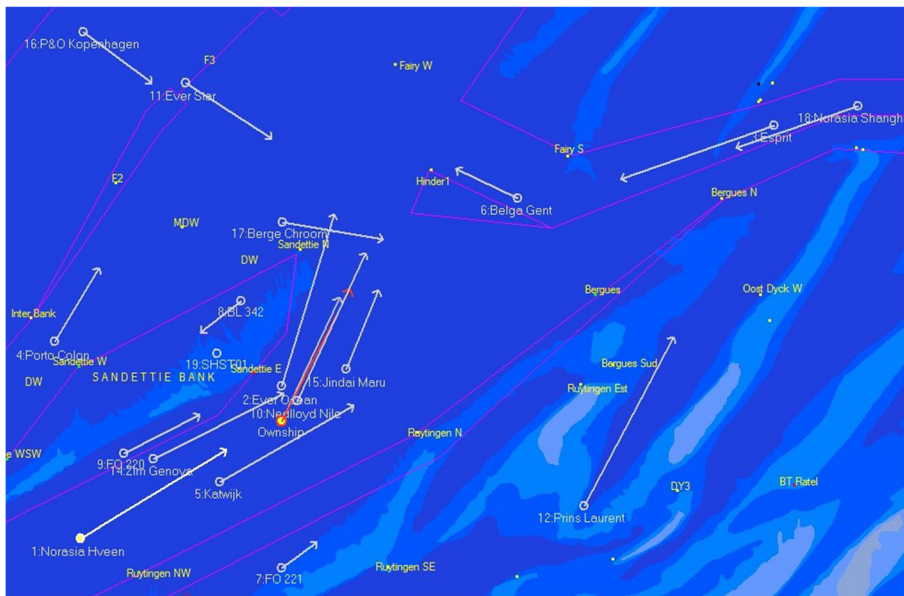 16:P&O Kopenhagen
F3
Fairy W
11:Ever Star
18:Norasia Shangh
3:Esprit
Fairy S
F2
Hinder1
Bergues N
6:Belga Gent
MDW
17:Berge Chroom
Sandettie N
DW
Bergues
Oost Dyck W
Inter Bank
8:BL 342
4:Porto Colon
Sandettie W
19:SHST01
Sandettie E
Bergues Sud
DW
SANDETTIE BANK
15:Jindai Maru
Ruytingen Est
2:Ever Ocean
10:Nedlloyd Nile
Ownship
Ruytingen N
e WSW
9:FO 220
14:Zim Genova
5:Katwijk
DY3
BT Ratel
12:Prins Laurent
1:Norasia Hveen
Ruytingen NW
7:FO 221
Ruytingen SE